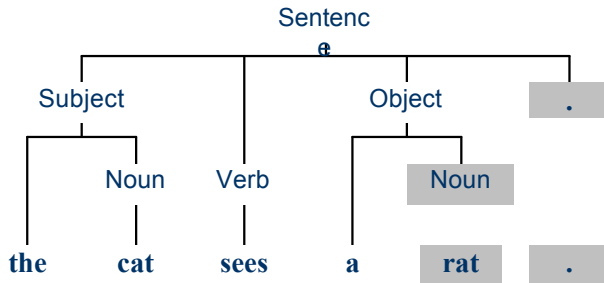 Sentenc
e
Subject Object .
Noun Verb Noun
the cat sees a rat .